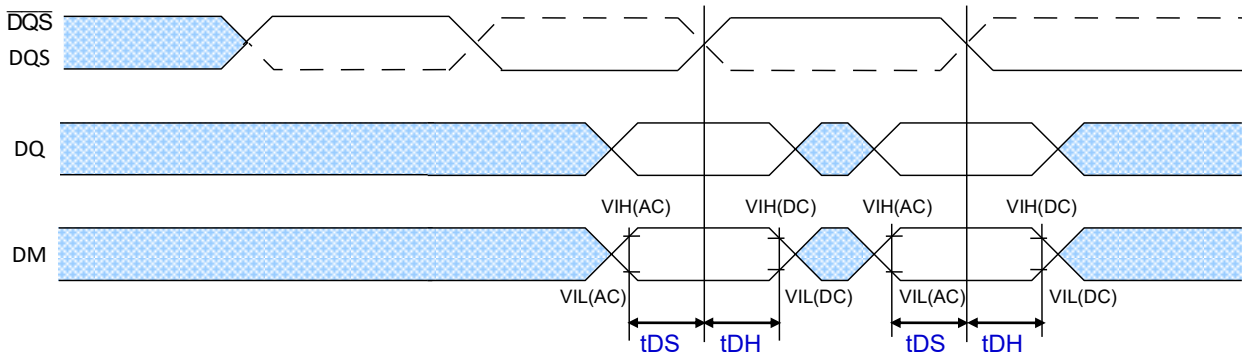 DQS
DQS
DQ
VIH(AC) VIH(DC) VIH(AC) VIH(DC)
DM
VIL(AC) VIL(DC) VIL(AC) VIL(DC)
tDS tDH tDS tDH